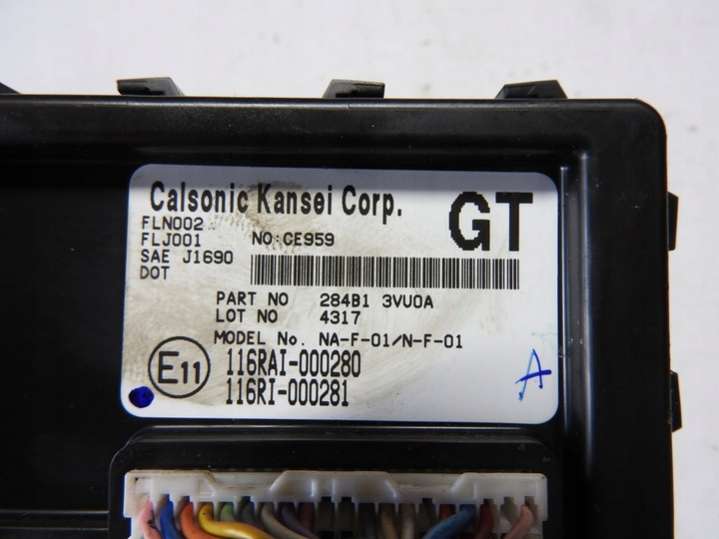 Calsonic Kansei Corp.
GT
FLN002
FLJ001 NO:CE959
SAE J1690
DOT
PART NO 284B1 3VU0A
LOT NO 4317
MODEL No. NA-F-01/N-F-01
E11
116RAI-000280
116RI-000281
A